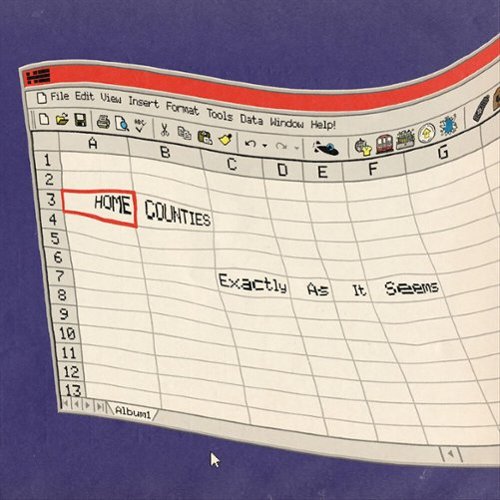 File Edit View Insert Format Tools Data Window Help!
ABC
A B C D E F G
1
2
3 HOME COUNTIES
4
5
6
7 Exactly As It Seems
8
9
10
11
12
13
Album1